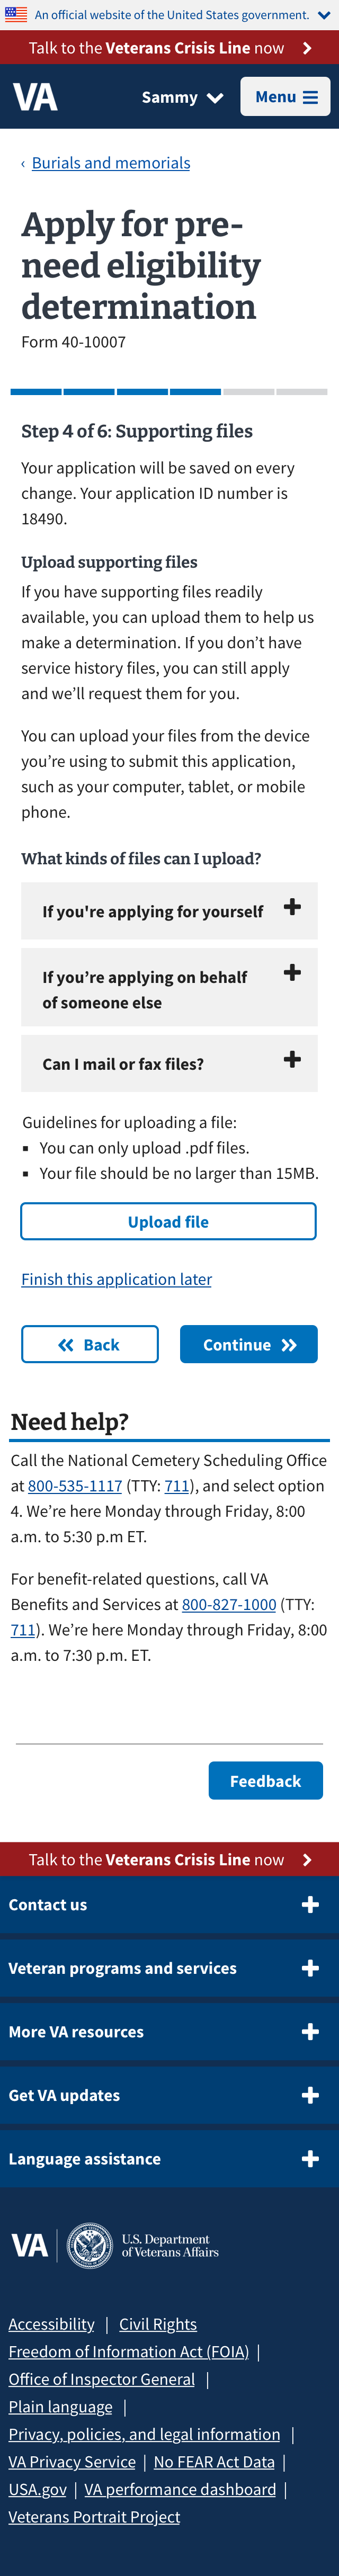 An official website of the United States government.
Talk to the Veterans Crisis Line now
VA
Sammy
Menu
‹ Burials and memorials
Apply for pre-
need eligibility
determination
Form 40-10007
Step 4 of 6: Supporting files
Your application will be saved on every
change. Your application ID number is
18490.
Upload supporting files
If you have supporting files readily
available, you can upload them to help us
make a determination. If you don’t have
service history files, you can still apply
and we’ll request them for you.
You can upload your files from the device
you’re using to submit this application,
such as your computer, tablet, or mobile
phone.
What kinds of files can I upload?
If you're applying for yourself
If you’re applying on behalf
of someone else
Can I mail or fax files?
Guidelines for uploading a file:
▪ You can only upload .pdf files.
▪ Your file should be no larger than 15MB.
Upload file
Finish this application later
Back
Continue
Need help?
Call the National Cemetery Scheduling Office
at 800-535-1117 (TTY: 711), and select option
4. We’re here Monday through Friday, 8:00
a.m. to 5:30 p.m ET.
For benefit-related questions, call VA
Benefits and Services at 800-827-1000 (TTY:
711). We’re here Monday through Friday, 8:00
a.m. to 7:30 p.m. ET.
Feedback
Talk to the Veterans Crisis Line now
Contact us
Veteran programs and services
More VA resources
Get VA updates
Language assistance
VA
U.S. Department
of Veterans Affairs
Accessibility | Civil Rights
Freedom of Information Act (FOIA) |
Office of Inspector General |
Plain language |
Privacy, policies, and legal information |
VA Privacy Service | No FEAR Act Data |
USA.gov | VA performance dashboard |
Veterans Portrait Project